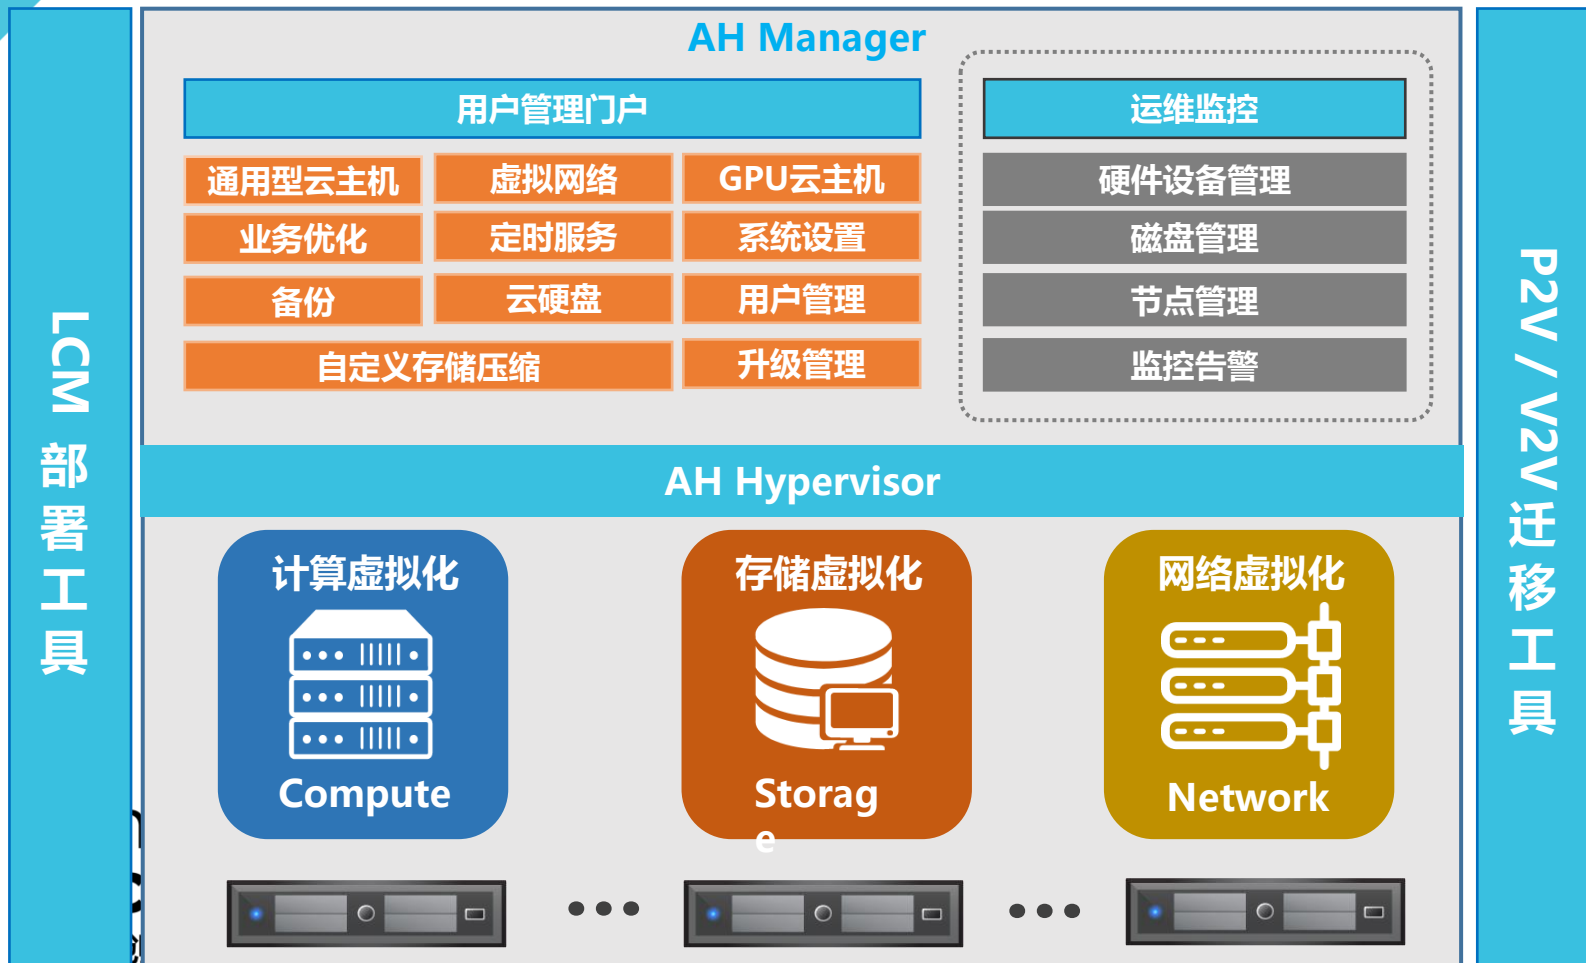 AH Manager
用户管理门户
运维监控
通用型云主机
虚拟网络
GPU云主机
硬件设备管理
业务优化
定时服务
系统设置
磁盘管理
备份
云硬盘
用户管理
节点管理
自定义存储压缩
升级管理
监控告警
LCM 部署工具
P2V / V2V 迁移工具
AH Hypervisor
计算虚拟化
存储虚拟化
网络虚拟化
Compute
Storag
e
Network